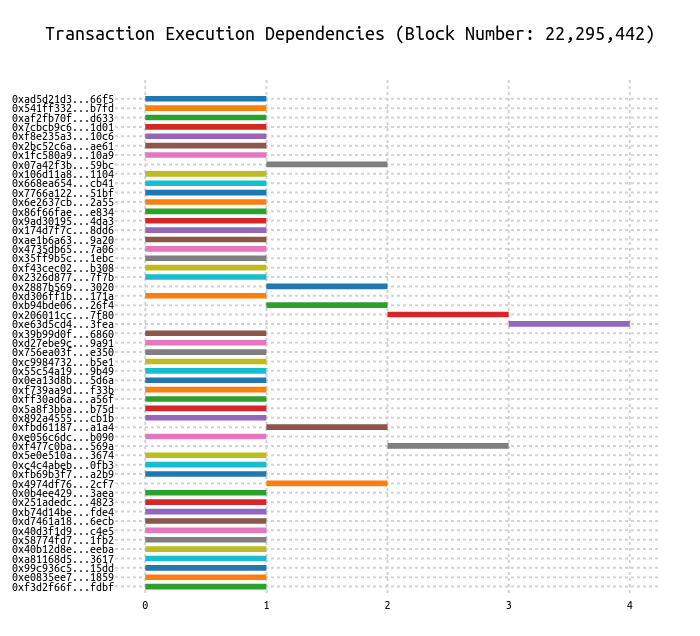 Transaction Execution Dependencies (Block Number: 22,295,442)
0xad5d21d3...66f5
0x541ff332...b7fd
0xaf2fb70f...d633
0x7cbcb9c6...1d01
0xf8e235a3...10c6
0x2bc52c6a...ae61
0x1fc580a9...10a9
0x07a42f3b...59bc
0x106d11a8...1104
0x668ea654...cb41
0x7766a122...51bf
0x6e2637cb...2a55
0x86f66fae...e834
0x9ad30195...4da3
0x174d7f7c...8dd6
0xae1b6a63...9a20
0x4735db65...7a06
0x35ff9b5c...1ebc
0xf43cec02...b308
0x2326d877...7f7b
0x2887b569...3020
0xd306ff1b...171a
0xb94bde06...26f4
0x206011cc...7f80
0xe63d5cd4...3fea
0x39b99d0f...6860
0xd27ebe9c...9a91
0x756ea03f...e350
0xc9984732...b5e1
0x55c54a19...9b49
0x0ea13d8b...5d6a
0xf739aa9d...f33b
0xff30ad6a...a56f
0x5a8f3bba...b75d
0x892a4555...cb1b
0xfbd61187...a1a4
0xe056c6dc...b090
0xf477c0ba...569a
0x5e0e510a...3674
0xc4c4abeb...0fb3
0xfb69b3f7...a2b9
0x4974df76...2cf7
0x0b4ee429...3aea
0x251adedc...4823
0xb74d14be...fde4
0xd7461a18...6ecb
0x40d3f1d9...c4e5
0x58774fd7...1fb2
0x40b12d8e...eeba
0xa81168d5...3617
0x99c936c5...15dd
0xe0835ee7...1859
0xf3d2f66f...fdbf
0 1 2 3 4